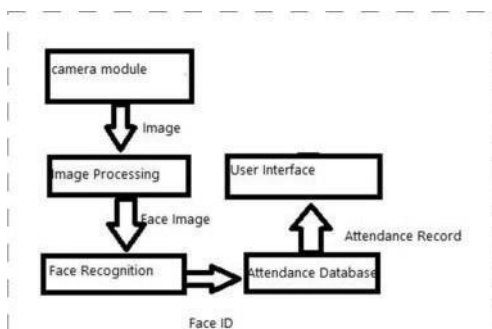 camera module
Image
Image Processing
User Interface
Face Image
Attendance Record
Face Recognition
Attendance Database
Face ID